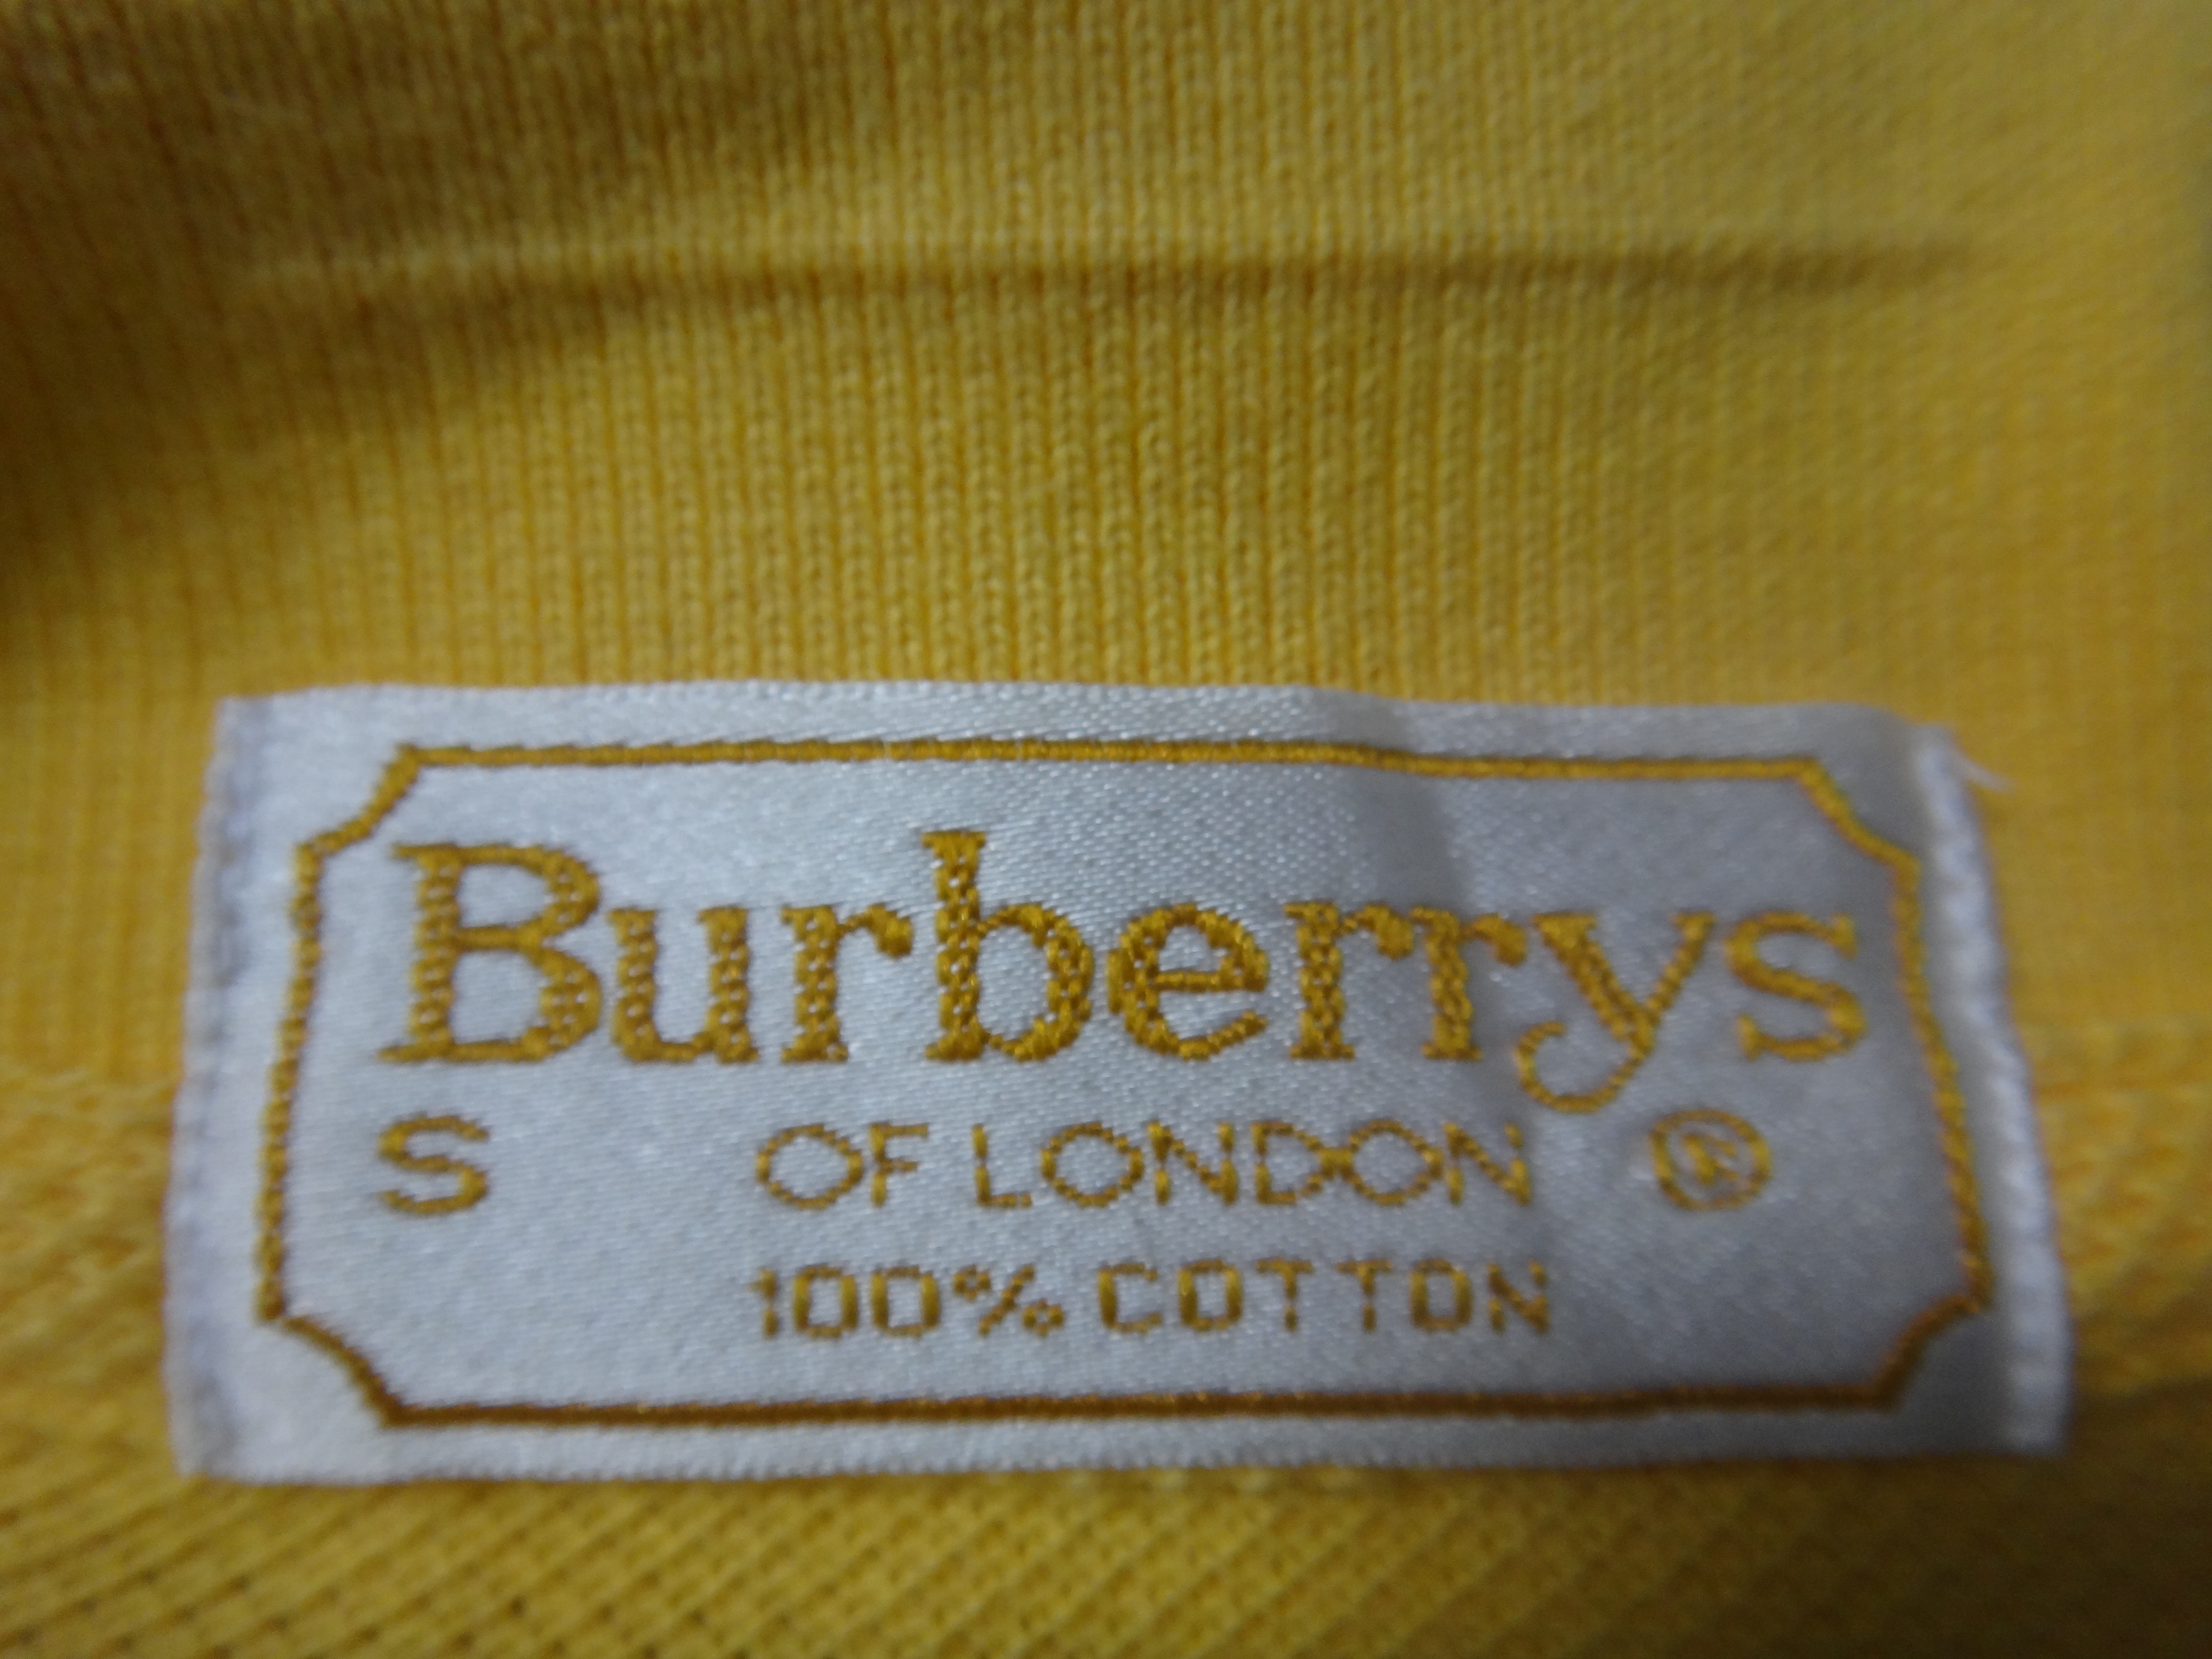 Burberrys
S OF LONDON ®
100% COTTON